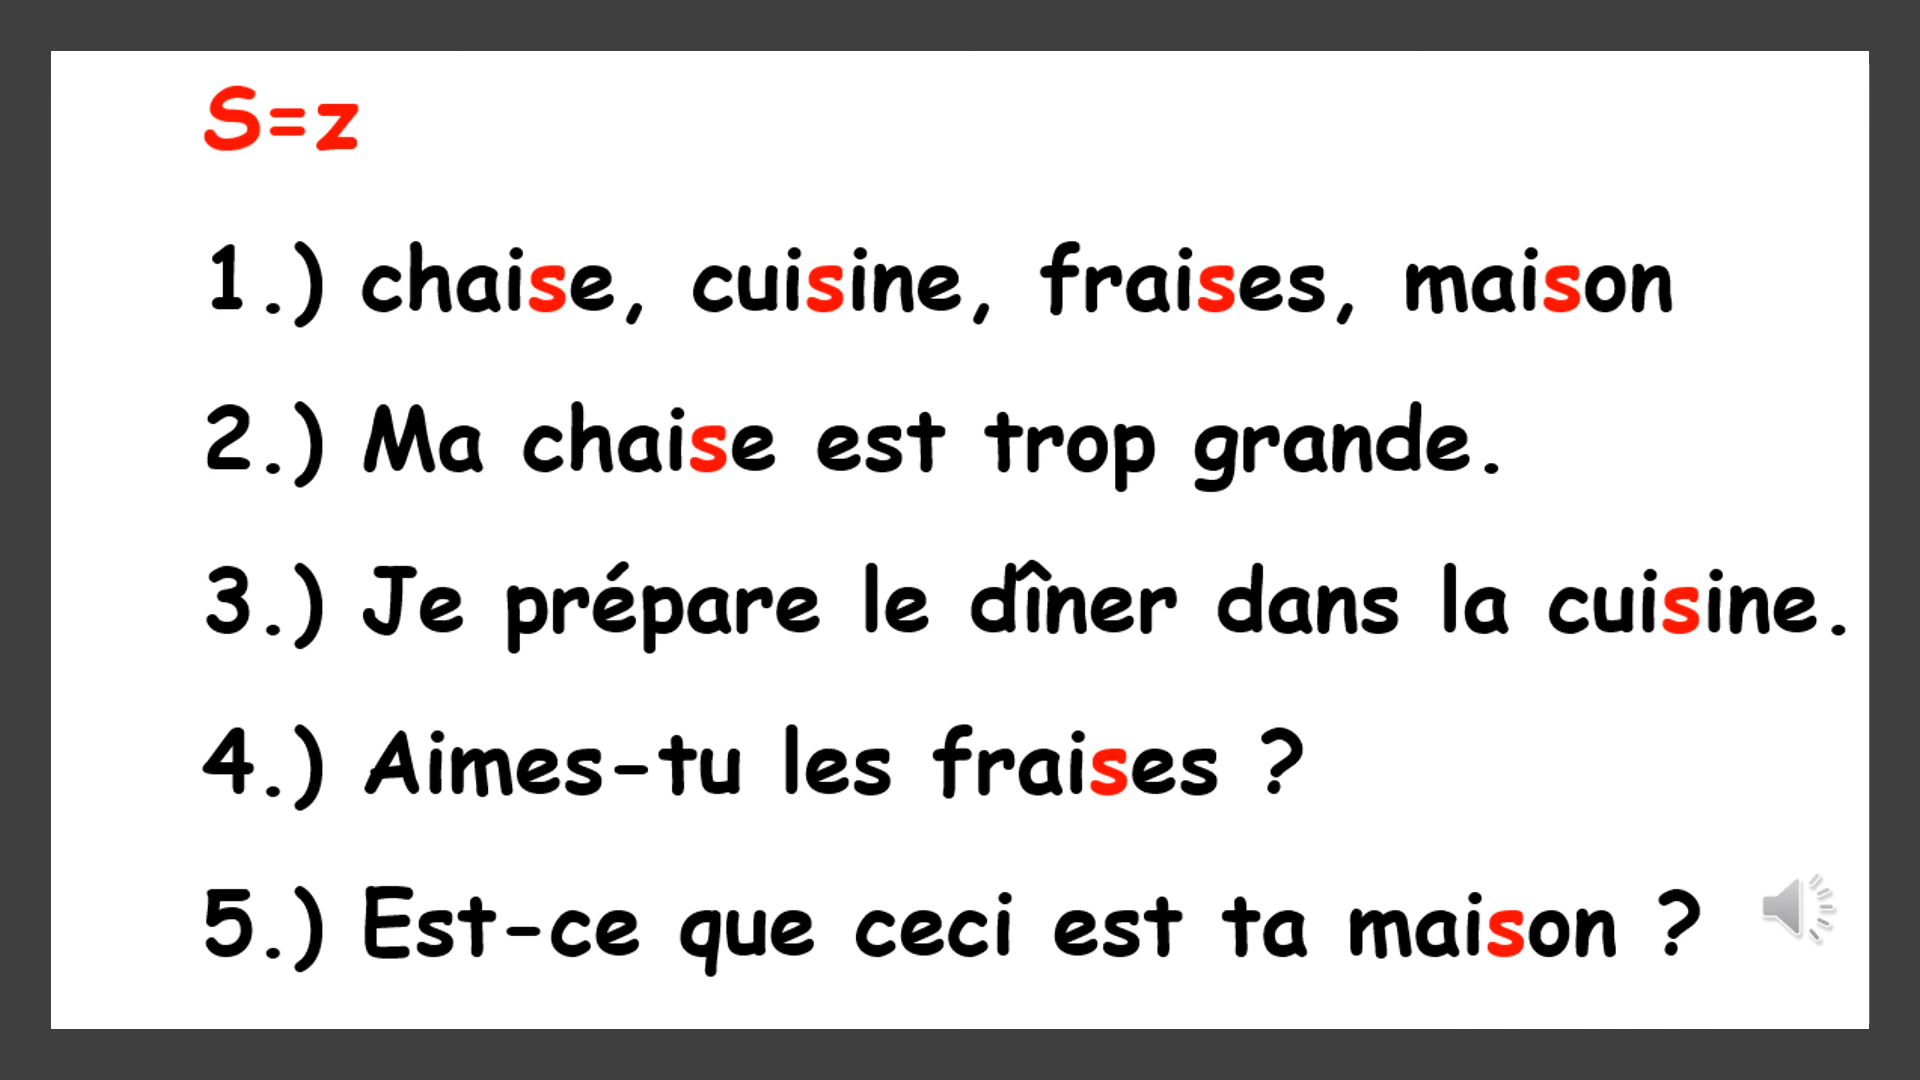 S=z
1.) chaise, cuisine, fraises, maison
2.) Ma chaise est trop grande.
3.) Je prépare le dîner dans la cuisine.
4.) Aimes-tu les fraises ?
5.) Est-ce que ceci est ta maison ?